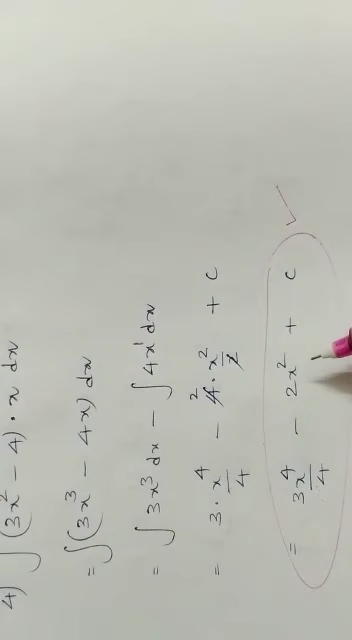 4) ∫(3x² - 4)·x dx
= ∫(3x³ - 4x) dx
= ∫3x³ dx - ∫4x¹ dx
= 3·x⁴/4 - ²4·x²/2 + c
= 3x⁴/4 - 2x² + c